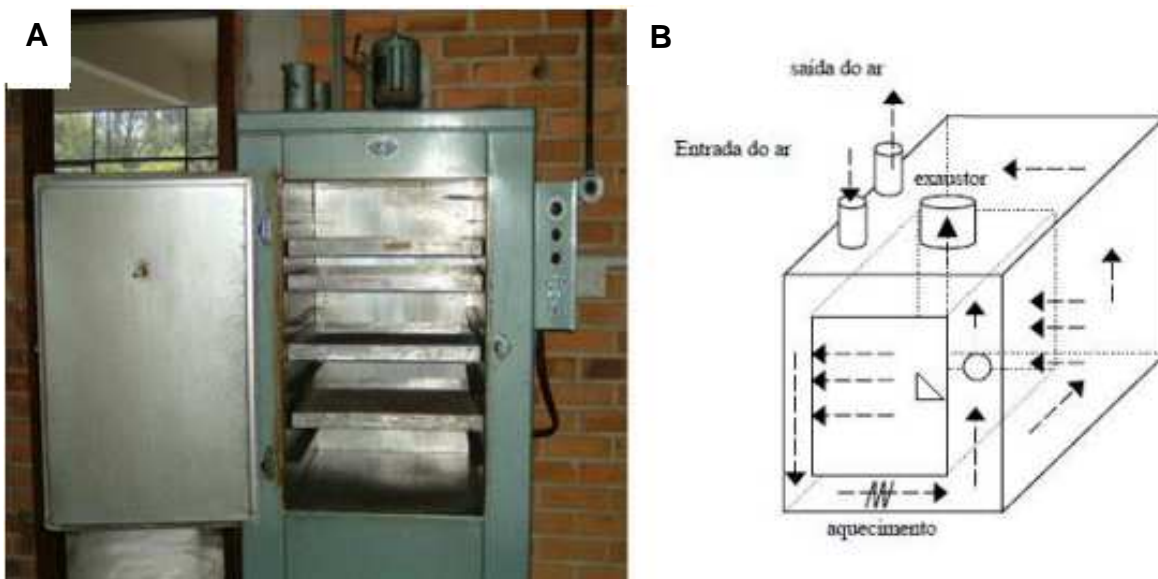 A
B
saída do ar
Entrada do ar
exaustor
aquecimento